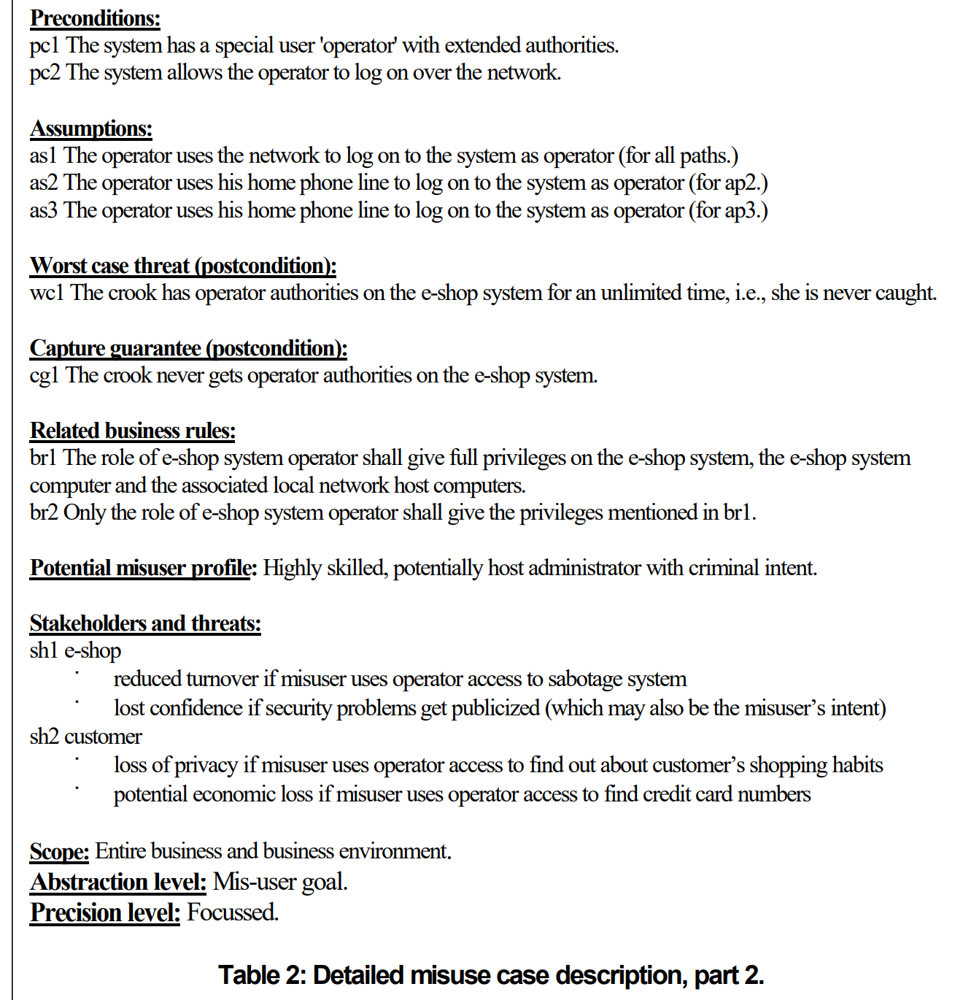 Preconditions:
pc1 The system has a special user 'operator' with extended authorities.
pc2 The system allows the operator to log on over the network.
Assumptions:
as1 The operator uses the network to log on to the system as operator (for all paths.)
as2 The operator uses his home phone line to log on to the system as operator (for ap2.)
as3 The operator uses his home phone line to log on to the system as operator (for ap3.)
Worst case threat (postcondition):
wc1 The crook has operator authorities on the e-shop system for an unlimited time, i.e., she is never caught.
Capture guarantee (postcondition):
cg1 The crook never gets operator authorities on the e-shop system.
Related business rules:
br1 The role of e-shop system operator shall give full privileges on the e-shop system, the e-shop system
computer and the associated local network host computers.
br2 Only the role of e-shop system operator shall give the privileges mentioned in br1.
Potential misuser profile: Highly skilled, potentially host administrator with criminal intent.
Stakeholders and threats:
sh1 e-shop
· reduced turnover if misuser uses operator access to sabotage system
· lost confidence if security problems get publicized (which may also be the misuser’s intent)
sh2 customer
· loss of privacy if misuser uses operator access to find out about customer’s shopping habits
· potential economic loss if misuser uses operator access to find credit card numbers
Scope: Entire business and business environment.
Abstraction level: Mis-user goal.
Precision level: Focussed.
Table 2: Detailed misuse case description, part 2.